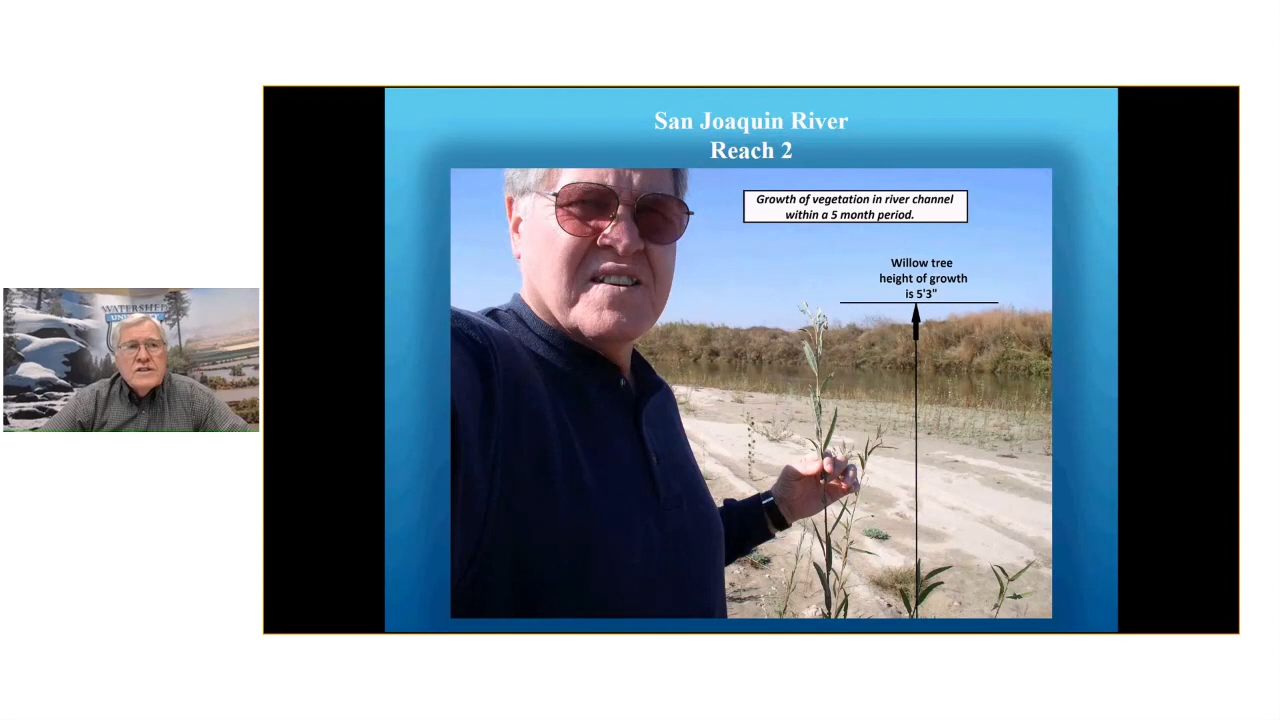 San Joaquin River
Reach 2
Growth of vegetation in river channel
within a 5 month period.
Willow tree
height of growth
is 5'3"
WATERSHED